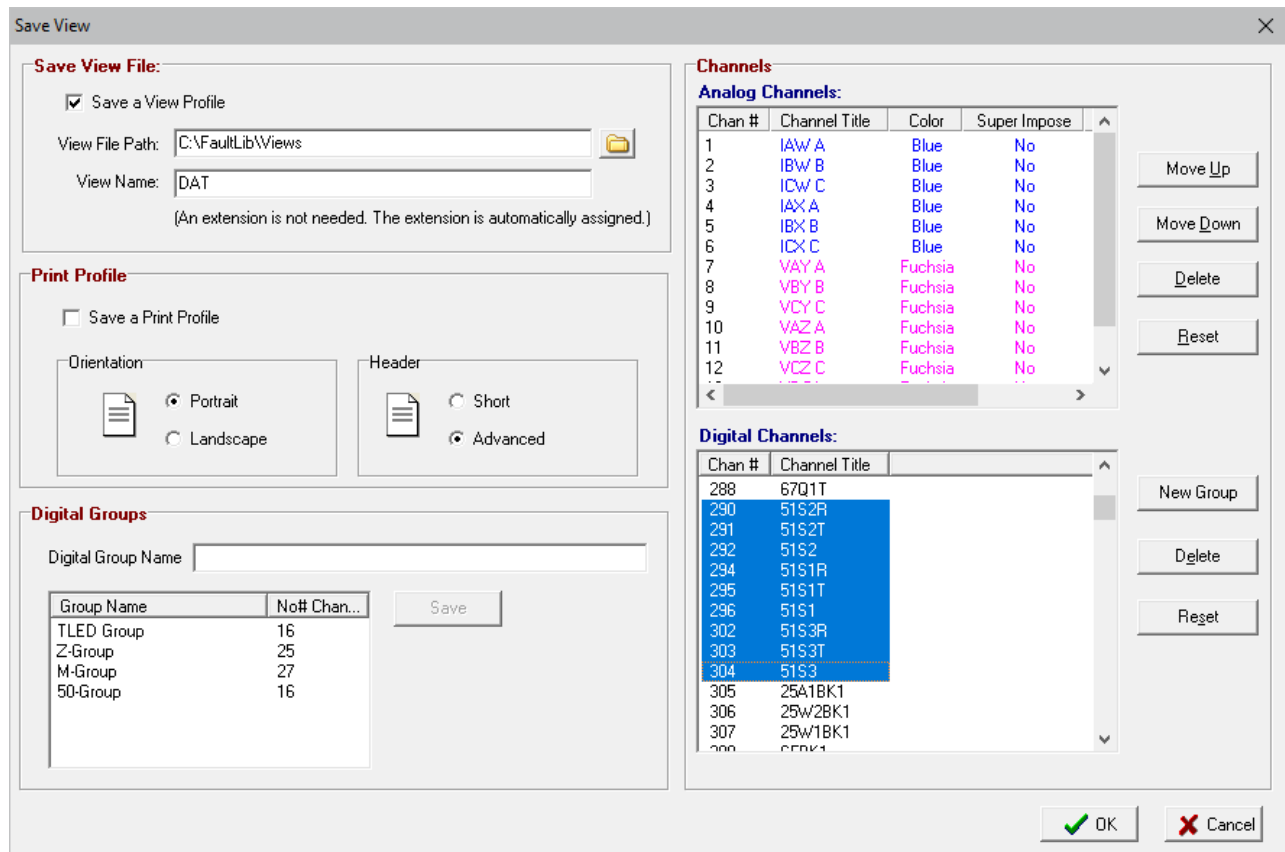 Save View
Save View File:
Save a View Profile
View File Path: C:\FaultLib\Views
View Name: DAT
(An extension is not needed. The extension is automatically assigned.)
Print Profile
Save a Print Profile
Orientation
Portrait
Landscape
Header
Short
Advanced
Digital Groups
Digital Group Name
Group Name No# Chan...
TLED Group 16
Z-Group 25
M-Group 27
50-Group 16
Save
Channels
Analog Channels:
Chan # Channel Title Color Super Impose
1 IAW A Blue No
2 IBW B Blue No
3 ICW C Blue No
4 IAX A Blue No
5 IBX B Blue No
6 ICX C Blue No
7 VAY A Fuchsia No
8 VBY B Fuchsia No
9 VCY C Fuchsia No
10 VAZ A Fuchsia No
11 VBZ B Fuchsia No
12 VCZ C Fuchsia No
Move Up
Move Down
Delete
Reset
Digital Channels:
Chan # Channel Title
288 67Q1T
290 51S2R
291 51S2T
292 51S2
294 51S1R
295 51S1T
296 51S1
302 51S3R
303 51S3T
304 51S3
305 25A1BK1
306 25W2BK1
307 25W1BK1
New Group
Delete
Reset
OK
Cancel